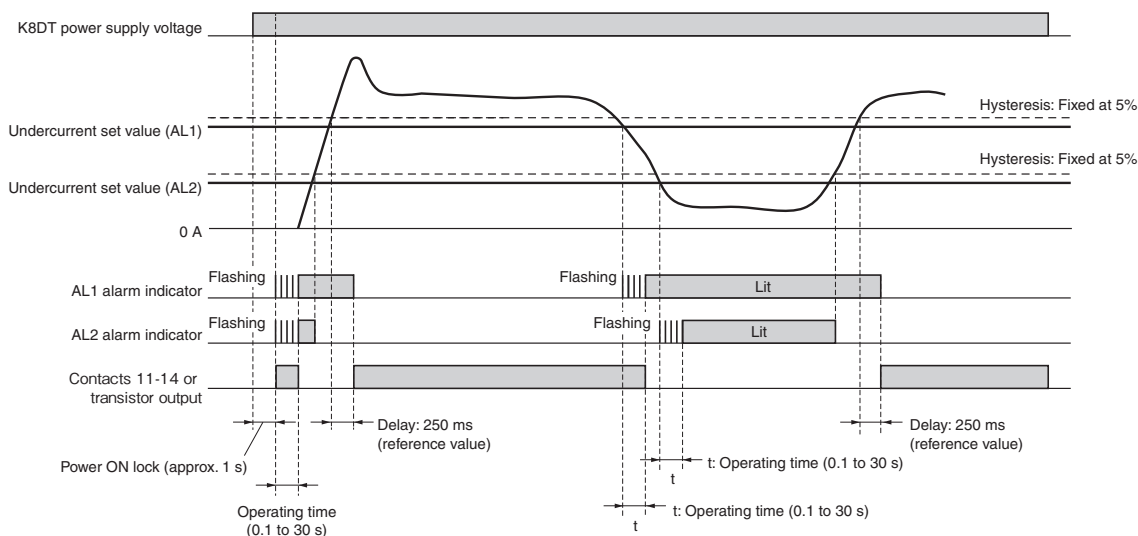 K8DT power supply voltage
Hysteresis: Fixed at 5%
Undercurrent set value (AL1)
Hysteresis: Fixed at 5%
Undercurrent set value (AL2)
0 A
Flashing
Flashing
AL1 alarm indicator
Lit
Flashing
Flashing
AL2 alarm indicator
Lit
Contacts 11-14 or
transistor output
Delay: 250 ms
(reference value)
Delay: 250 ms
(reference value)
Power ON lock (approx. 1 s)
t: Operating time (0.1 to 30 s)
t
Operating time
(0.1 to 30 s)
t: Operating time (0.1 to 30 s)
t